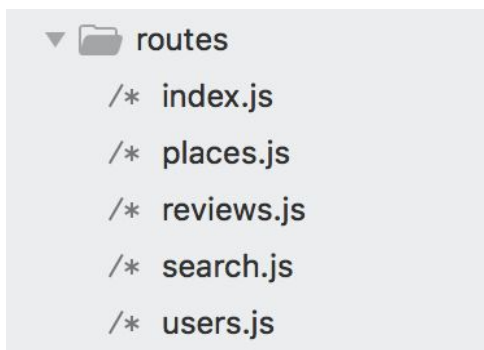 routes
/* index.js
/* places.js
/* reviews.js
/* search.js
/* users.js